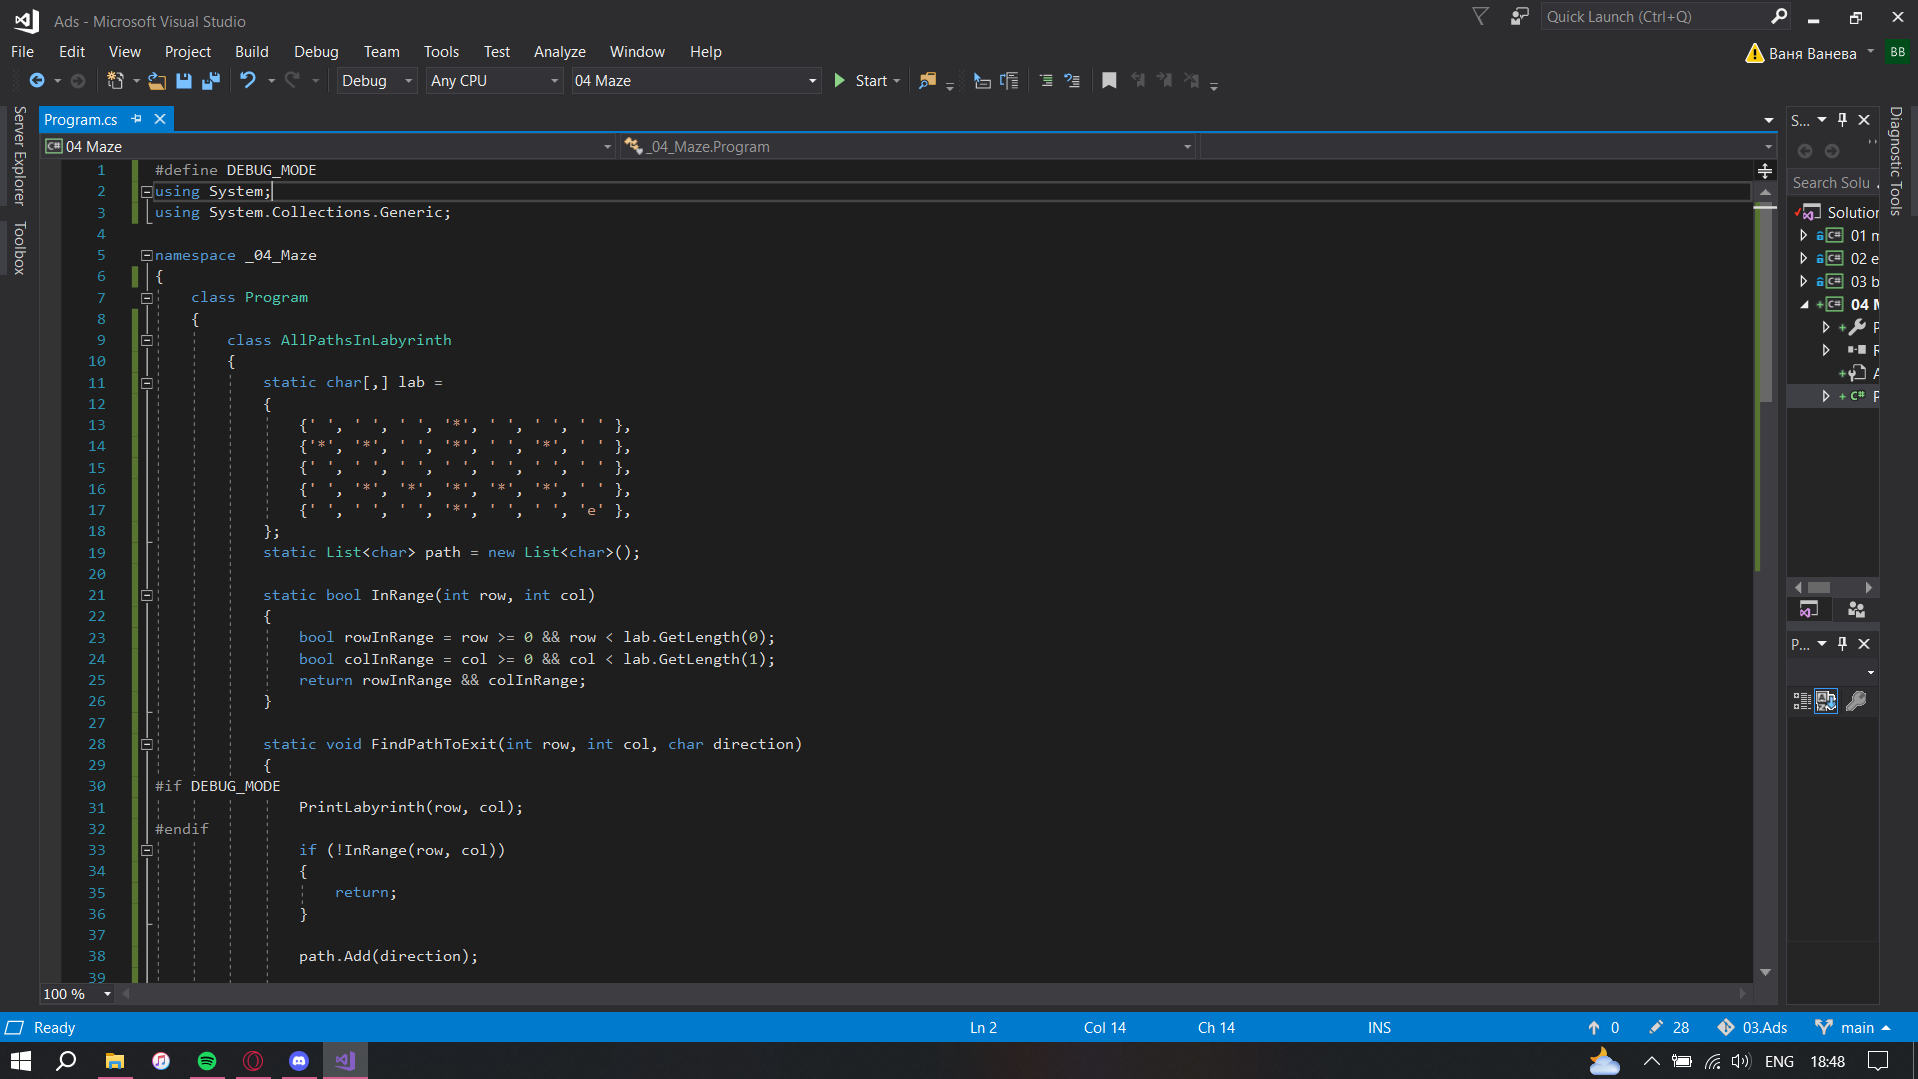 Ads - Microsoft Visual Studio
Quick Launch (Ctrl+Q)
File Edit View Project Build Debug Team Tools Test Analyze Window Help
Ваня Ванева BB
Debug Any CPU 04 Maze Start
Server Explorer
Toolbox
Program.cs
04 Maze _04_Maze.Program
1 #define DEBUG_MODE
2 using System;
3 using System.Collections.Generic;
4
5 namespace _04_Maze
6 {
7 class Program
8 {
9 class AllPathsInLabyrinth
10 {
11 static char[,] lab =
12 {
13 {' ', ' ', ' ', '*', ' ', ' ', ' ' },
14 {'*', '*', ' ', '*', ' ', '*', ' ' },
15 {' ', ' ', ' ', ' ', ' ', ' ', ' ' },
16 {' ', '*', '*', '*', '*', '*', ' ' },
17 {' ', ' ', ' ', '*', ' ', ' ', 'e' },
18 };
19 static List<char> path = new List<char>();
20
21 static bool InRange(int row, int col)
22 {
23 bool rowInRange = row >= 0 && row < lab.GetLength(0);
24 bool colInRange = col >= 0 && col < lab.GetLength(1);
25 return rowInRange && colInRange;
26 }
27
28 static void FindPathToExit(int row, int col, char direction)
29 {
30 #if DEBUG_MODE
31 PrintLabyrinth(row, col);
32 #endif
33 if (!InRange(row, col))
34 {
35 return;
36 }
37
38 path.Add(direction);
39
100 %
S...
Search Solu
Solution
01 m
02 e
03 b
04 M
P
R
A
C# P
P...
Diagnostic Tools
Ready Ln 2 Col 14 Ch 14 INS 0 28 03.Ads main
ENG 18:48